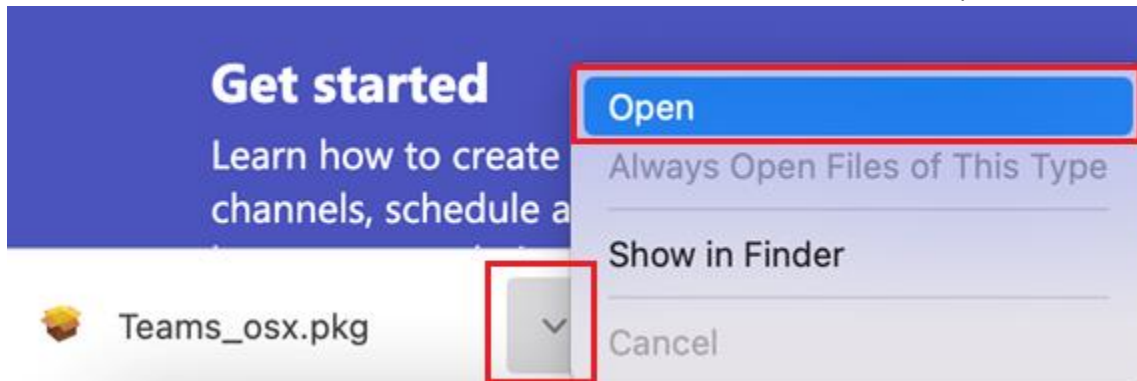 Get started
Learn how to create
channels, schedule a
Open
Always Open Files of This Type
Show in Finder
Cancel
Teams_osx.pkg